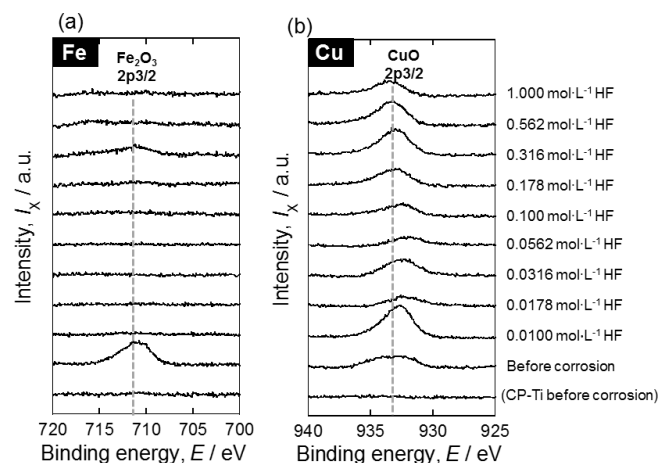 (a)
Fe
Fe₂O₃
2p3/2
Intensity, Iχ / a.u.
720 715 710 705 700
Binding energy, E / eV
(b)
Cu
CuO
2p3/2
Intensity, Iχ / a.u.
940 935 930 925
Binding energy, E / eV
1.000 mol·L⁻¹ HF
0.562 mol·L⁻¹ HF
0.316 mol·L⁻¹ HF
0.178 mol·L⁻¹ HF
0.100 mol·L⁻¹ HF
0.0562 mol·L⁻¹ HF
0.0316 mol·L⁻¹ HF
0.0178 mol·L⁻¹ HF
0.0100 mol·L⁻¹ HF
Before corrosion
(CP-Ti before corrosion)